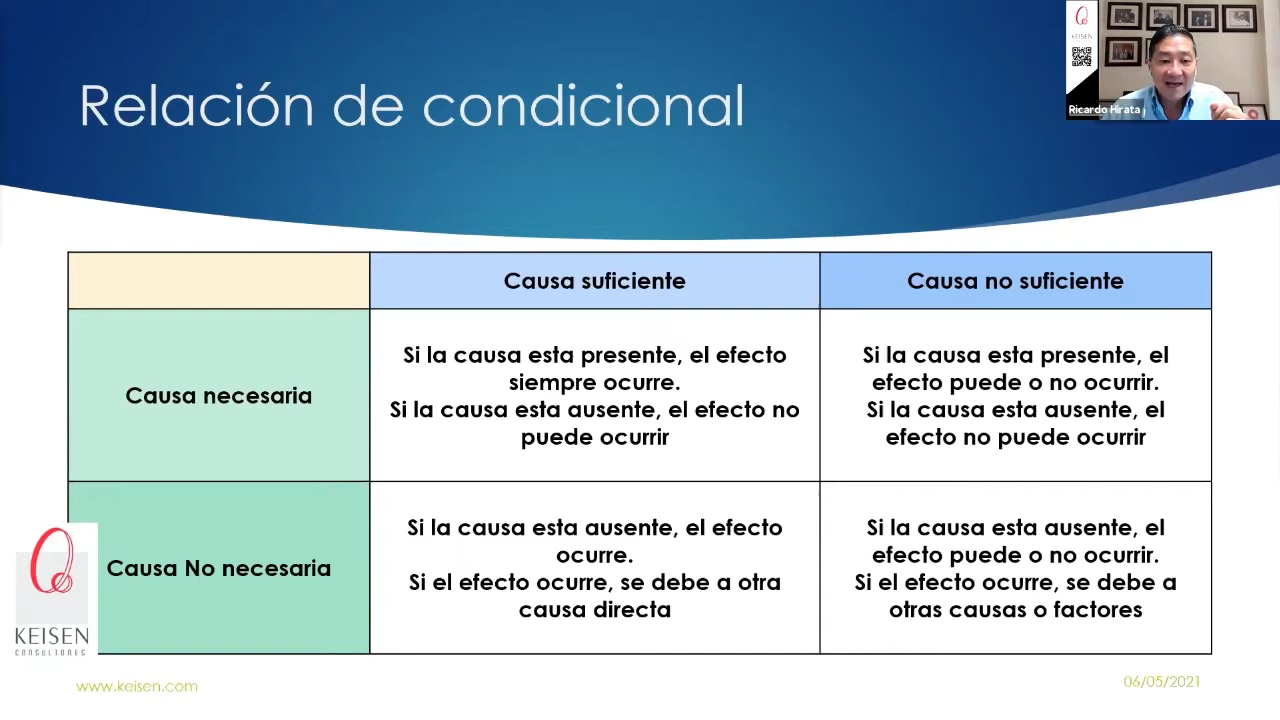 KEISEN
Ricardo Hirata
Relación de condicional
Causa suficiente
Causa no suficiente
Causa necesaria
Si la causa esta presente, el efecto
siempre ocurre.
Si la causa esta ausente, el efecto no
puede ocurrir
Si la causa esta presente, el
efecto puede o no ocurrir.
Si la causa esta ausente, el
efecto no puede ocurrir
Causa No necesaria
Si la causa esta ausente, el efecto
ocurre.
Si el efecto ocurre, se debe a otra
causa directa
Si la causa esta ausente, el
efecto puede o no ocurrir.
Si el efecto ocurre, se debe a
otras causas o factores
KEISEN
CONSULTORES
www.keisen.com
06/05/2021